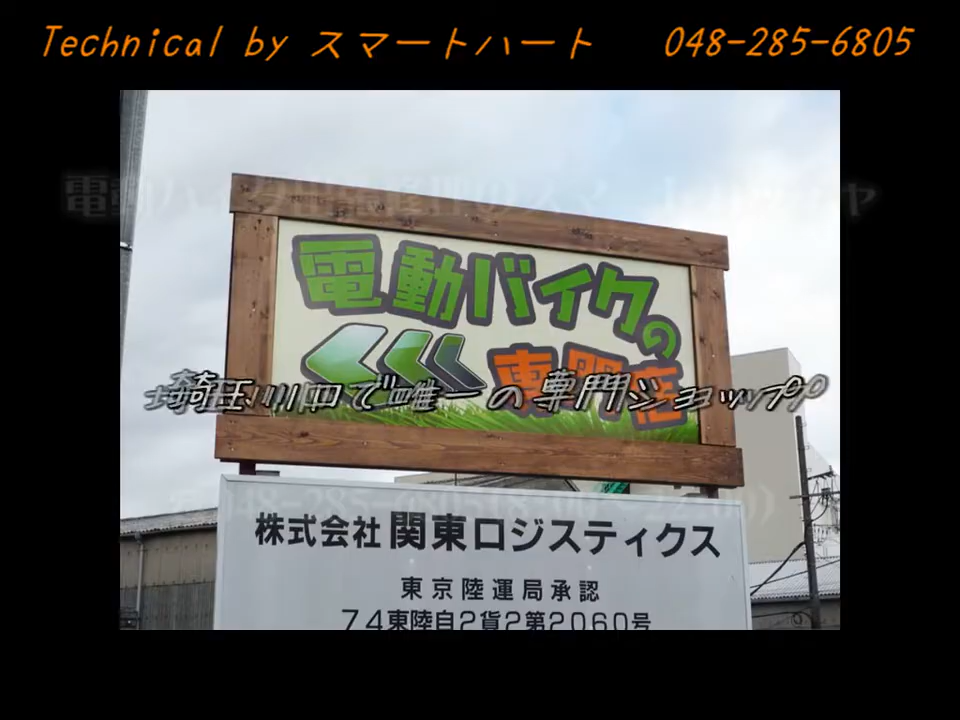 Technical by スマートハート 048-285-6805
電動バイクの
専門店
埼玉川口で唯一の専門ショップ
株式会社 関東ロジスティクス
東京陸運局承認
74東陸自2貨2第2060号